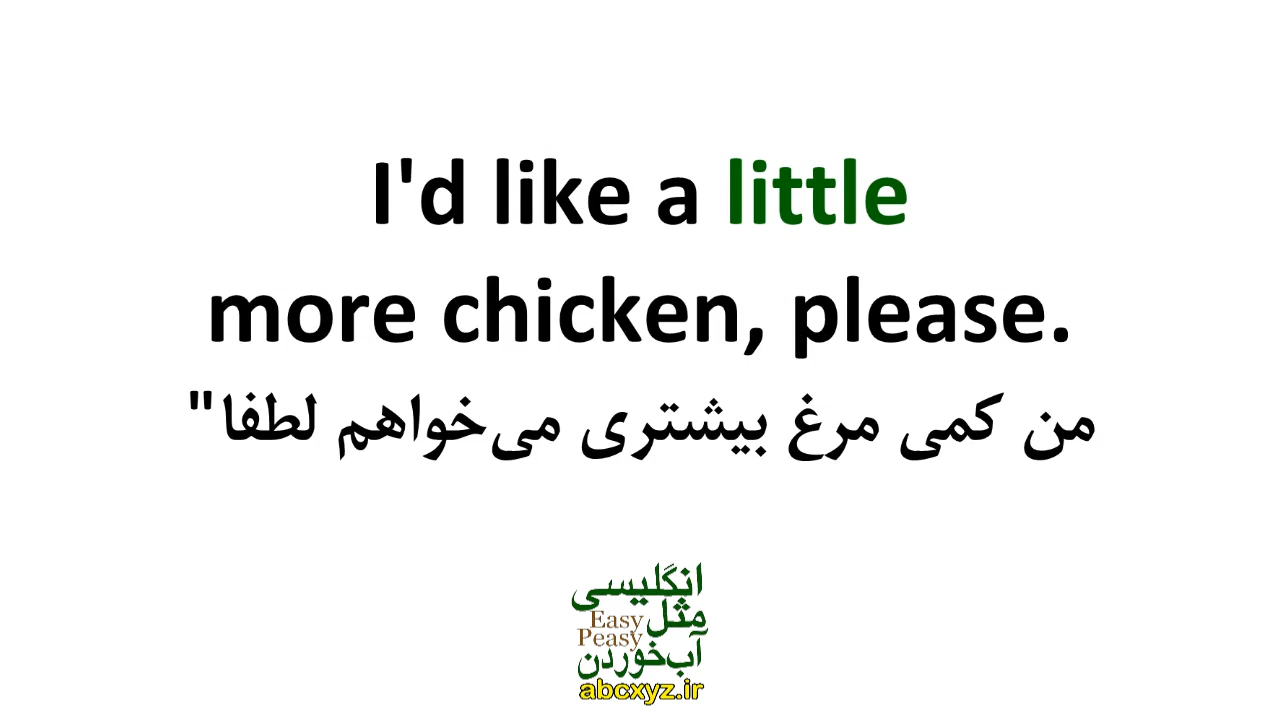 I'd like a little
more chicken, please.
من کمی مرغ بیشتری می‌خواهم لطفا"
انگلیسی
مثل
Easy
Peasy
آب‌خوردن
abcxyz.ir